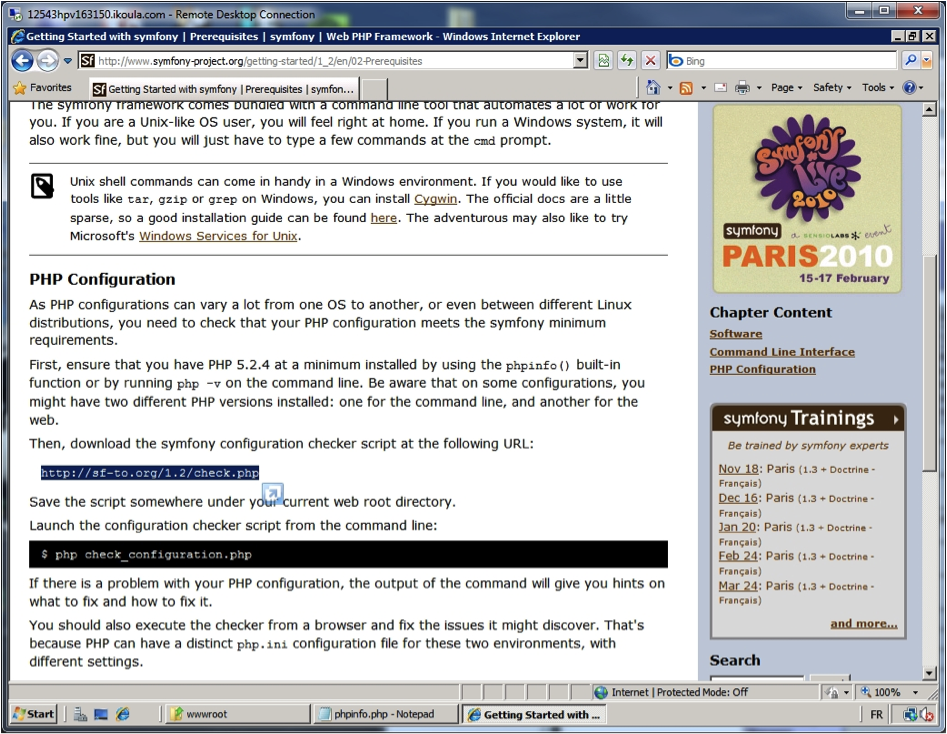 12543hpv163150.ikoula.com - Remote Desktop Connection
Getting Started with symfony | Prerequisites | symfony | Web PHP Framework - Windows Internet Explorer
http://www.symfony-project.org/getting-started/1_2/en/02-Prerequisites
Bing
Favorites
Getting Started with symfony | Prerequisites | symfon...
Page
Safety
Tools
The symfony framework comes bundled with a command line tool that automates a lot of work for
you. If you are a Unix-like OS user, you will feel right at home. If you run a Windows system, it will
also work fine, but you will just have to type a few commands at the cmd prompt.
Unix shell commands can come in handy in a Windows environment. If you would like to use
tools like tar, gzip or grep on Windows, you can install Cygwin. The official docs are a little
sparse, so a good installation guide can be found here. The adventurous may also like to try
Microsoft's Windows Services for Unix.
PHP Configuration
As PHP configurations can vary a lot from one OS to another, or even between different Linux
distributions, you need to check that your PHP configuration meets the symfony minimum
requirements.
First, ensure that you have PHP 5.2.4 at a minimum installed by using the phpinfo() built-in
function or by running php -v on the command line. Be aware that on some configurations, you
might have two different PHP versions installed: one for the command line, and another for the
web.
Then, download the symfony configuration checker script at the following URL:
http://sf-to.org/1.2/check.php
Save the script somewhere under your current web root directory.
Launch the configuration checker script from the command line:
$ php check_configuration.php
If there is a problem with your PHP configuration, the output of the command will give you hints on
what to fix and how to fix it.
You should also execute the checker from a browser and fix the issues it might discover. That's
because PHP can have a distinct php.ini configuration file for these two environments, with
different settings.
Symfony
Live
2010
symfony
a SENSIOLABS event
PARIS2010
15-17 February
Chapter Content
Software
Command Line Interface
PHP Configuration
symfony Trainings
Be trained by symfony experts
Nov 18: Paris (1.3 + Doctrine -
Français)
Dec 16: Paris (1.3 + Doctrine -
Français)
Jan 20: Paris (1.3 + Doctrine -
Français)
Feb 24: Paris (1.3 + Doctrine -
Français)
Mar 24: Paris (1.3 + Doctrine -
Français)
and more...
Search
Internet | Protected Mode: Off
100%
Start
wwwroot
phpinfo.php - Notepad
Getting Started with ...
FR